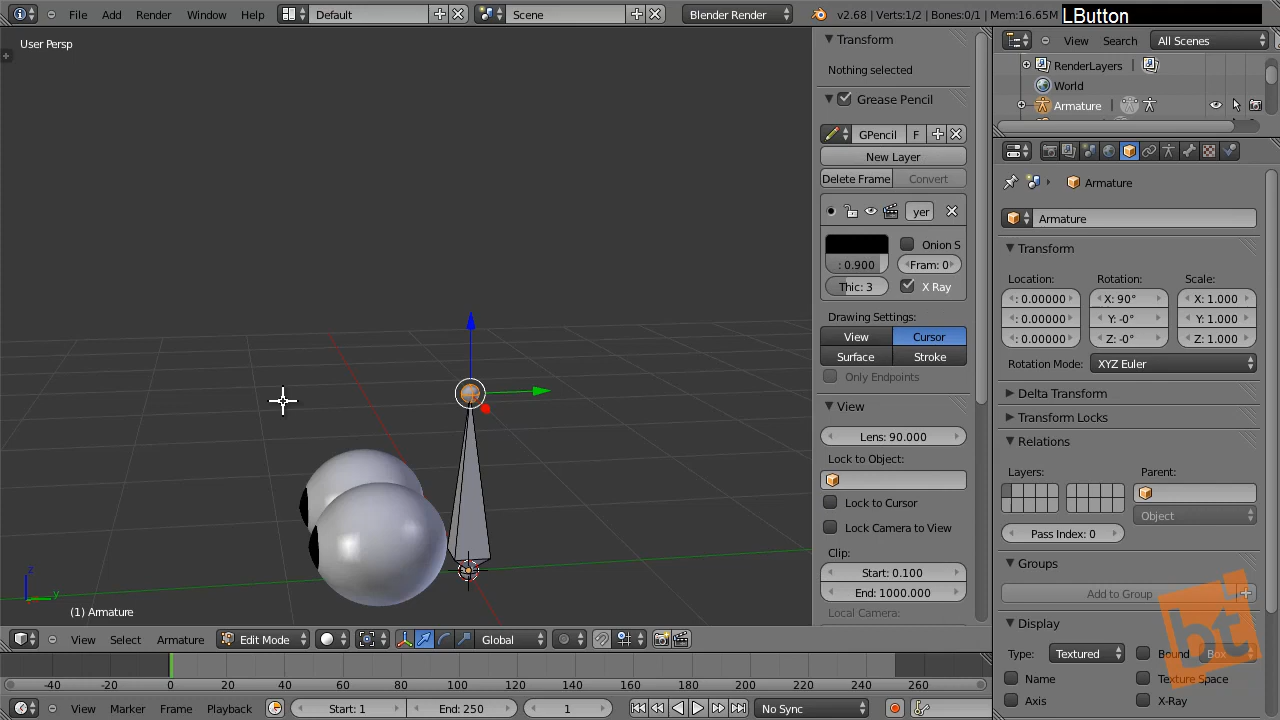 File Add Render Window Help Default Scene Blender Render v2.68 | Verts:1/2 | Bones:0/1 | Mem:16.65M LButton
User Persp
(1) Armature
View Select Armature Edit Mode Global
-40 -20 0 20 40 60 80 100 120 140 160 180 200 220 240 260
View Marker Frame Playback Start: 1 End: 250 1 No Sync
Transform
Nothing selected
Grease Pencil
GPencil F
New Layer
Delete Frame Convert
yer
Onion S
: 0.900 Fram: 0
Thic: 3 X Ray
Drawing Settings:
View Cursor
Surface Stroke
Only Endpoints
View
Lens: 90.000
Lock to Object:
Lock to Cursor
Lock Camera to View
Clip:
Start: 0.100
End: 1000.000
Local Camera:
View Search All Scenes
RenderLayers |
World
Armature |
Armature
Armature
Transform
Location: Rotation: Scale:
: 0.00000 X: 90° X: 1.000
: 0.00000 Y: -0° Y: 1.000
: 0.00000 Z: -0° Z: 1.000
Rotation Mode: XYZ Euler
Delta Transform
Transform Locks
Relations
Layers: Parent:
Object
Pass Index: 0
Groups
Add to Group
Display
Type: Textured Bound Box
Name Texture Space
Axis X-Ray
bt
z
y